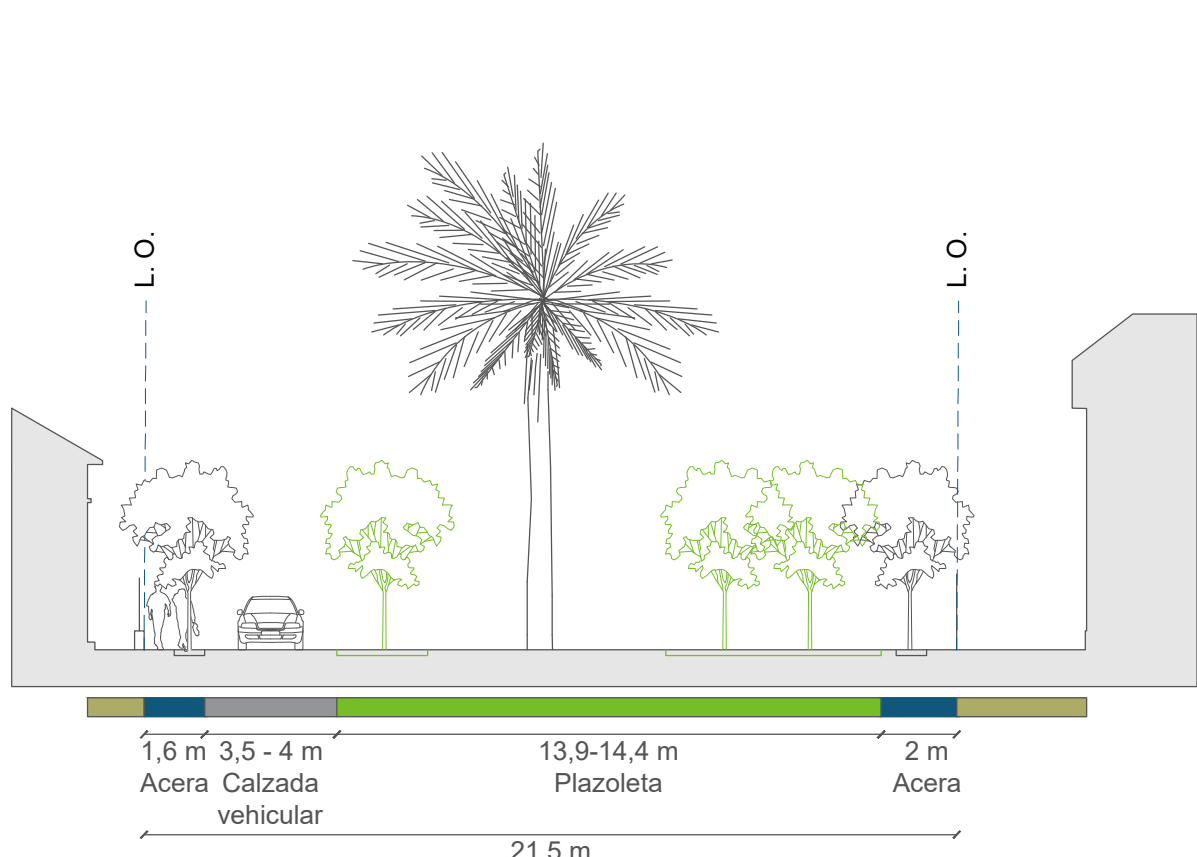 L. O.
L. O.
1,6 m
Acera
3,5 - 4 m
Calzada
vehicular
13,9-14,4 m
Plazoleta
2 m
Acera
21,5 m